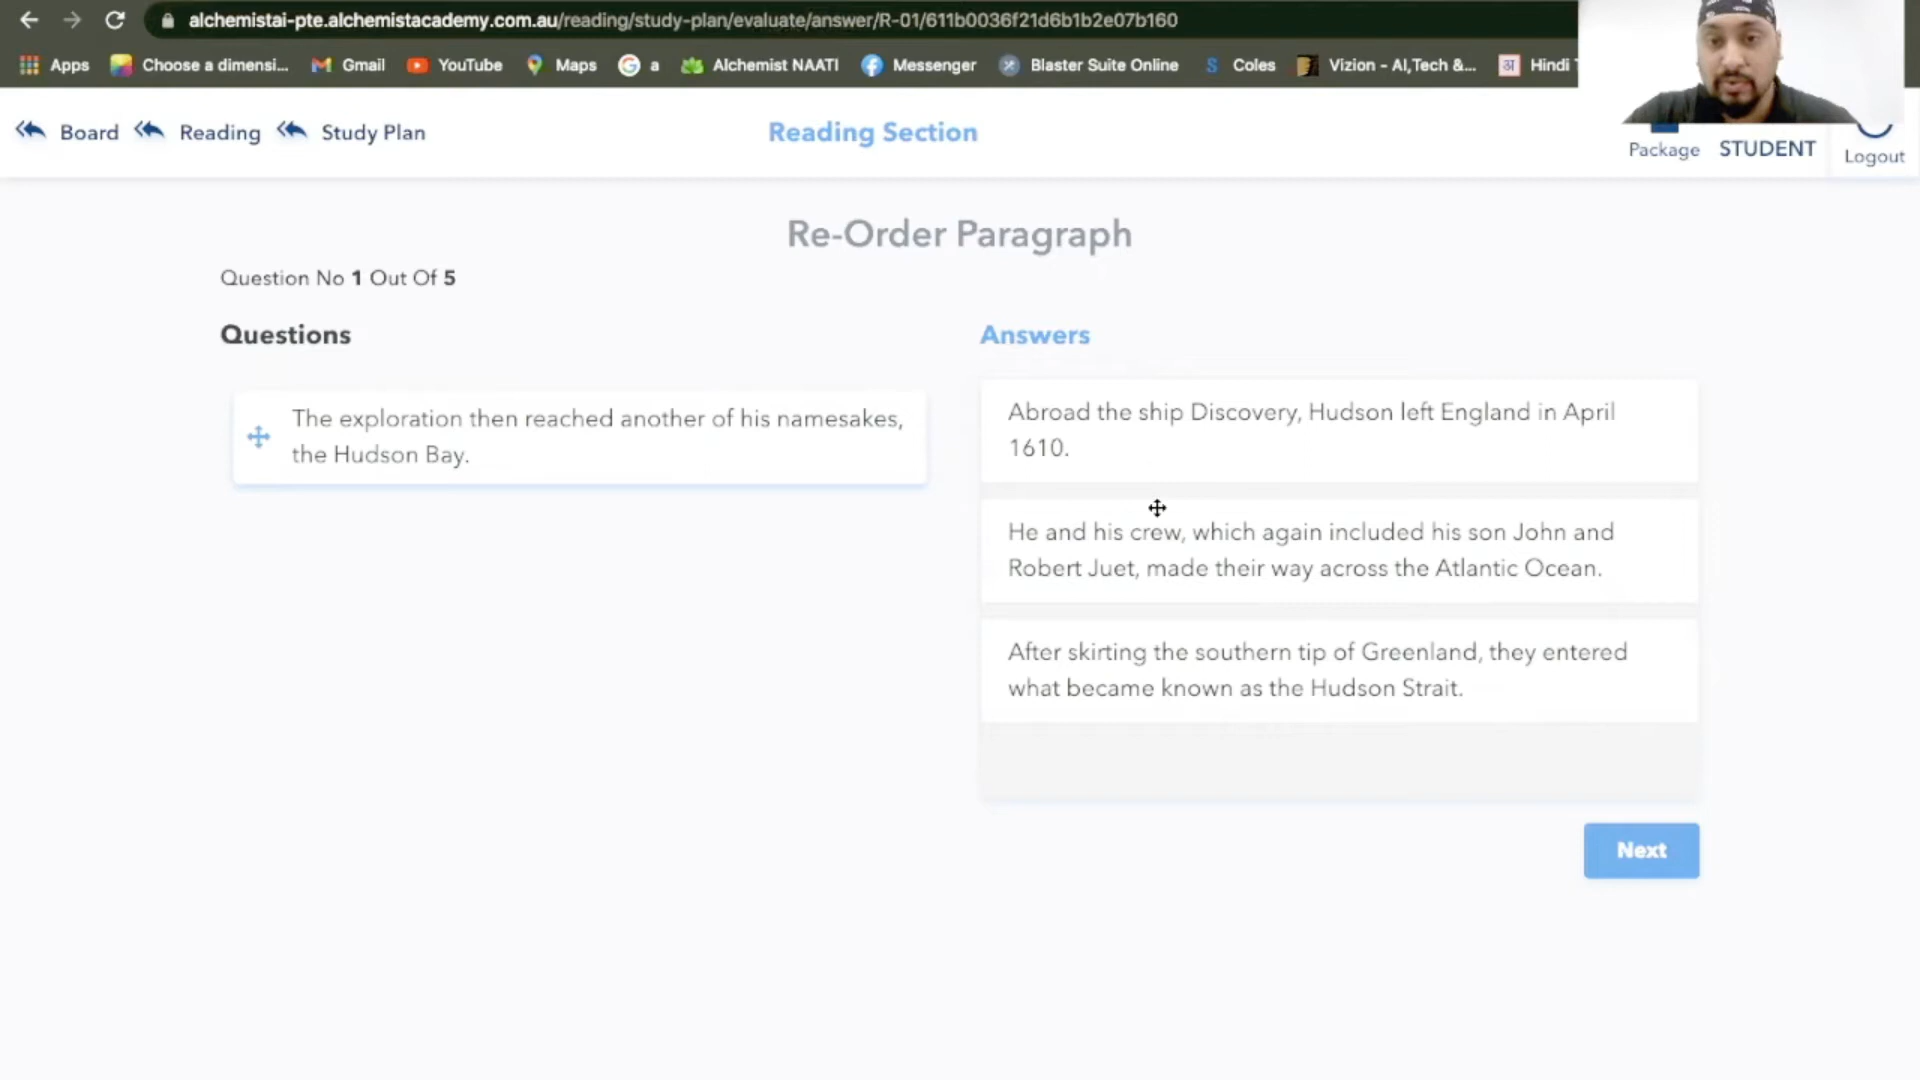 alchemistai-pte.alchemistacademy.com.au/reading/study-plan/evaluate/answer/R-01/611b0036f21d6b1b2e07b160
Apps Choose a dimensi... Gmail YouTube Maps a Alchemist NAATI Messenger Blaster Suite Online Coles Vizion - AI,Tech &... Hindi
Board Reading Study Plan
Reading Section
Package STUDENT Logout
Re-Order Paragraph
Question No 1 Out Of 5
Questions
The exploration then reached another of his namesakes,
the Hudson Bay.
Answers
Abroad the ship Discovery, Hudson left England in April
1610.
He and his crew, which again included his son John and
Robert Juet, made their way across the Atlantic Ocean.
After skirting the southern tip of Greenland, they entered
what became known as the Hudson Strait.
Next